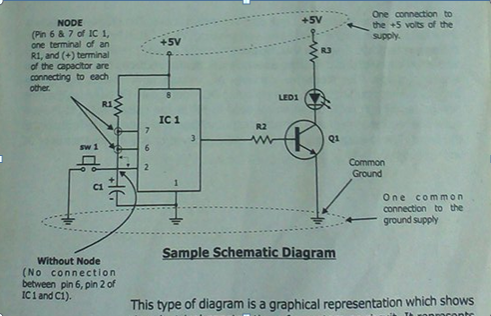 NODE
(Pin 6 & 7 of IC 1,
one terminal of an
R1, and (+) terminal
of the capacitor are
connecting to each
other.
+5V
+5V
One connection to
the +5 volts of the
supply.
R3
LED1
R1
8
IC 1
7
6
3
2
1
R2
Q1
sw 1
C1
+
-
Common
Ground
One common
connection to the
ground supply
Without Node
(No connection
between pin 6, pin 2 of
IC 1 and C1).
Sample Schematic Diagram
This type of diagram is a graphical representation which shows